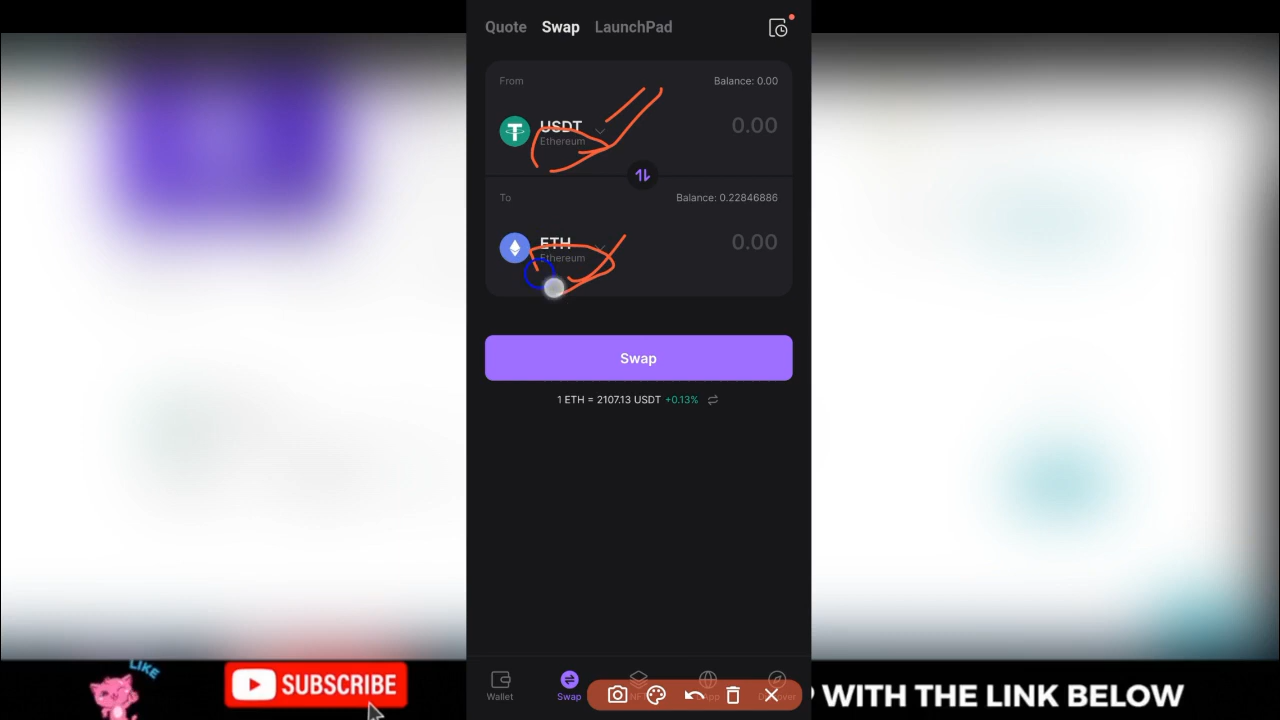 Quote Swap LaunchPad
From
Balance: 0.00
USDT
Ethereum
0.00
To
Balance: 0.22846886
ETH
Ethereum
0.00
Swap
1 ETH = 2107.13 USDT +0.13%
Wallet
Swap
LIKE
SUBSCRIBE
WITH THE LINK BELOW